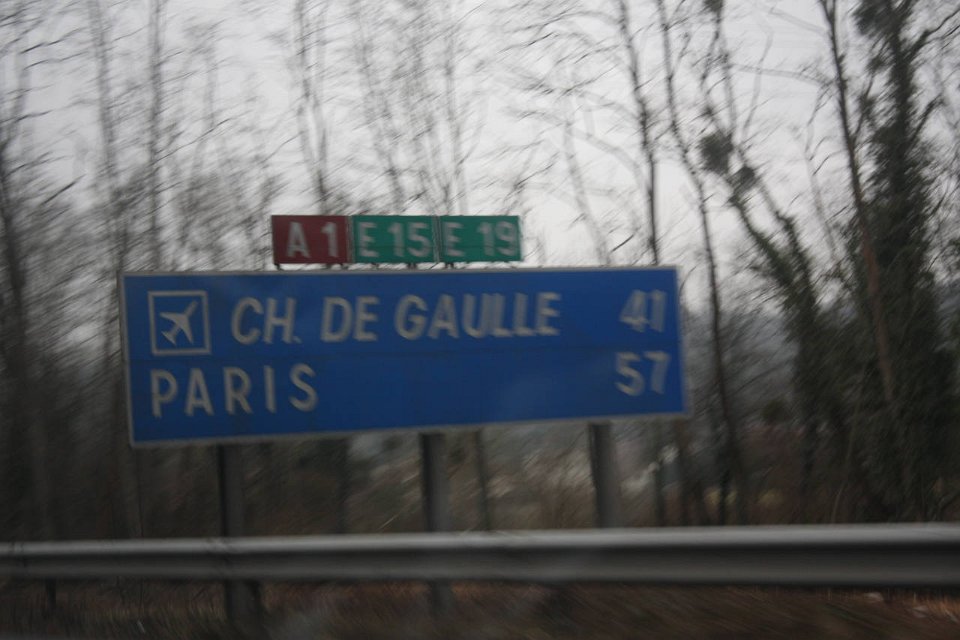 A 1 E 15 E 19
CH. DE GAULLE 41
PARIS 57